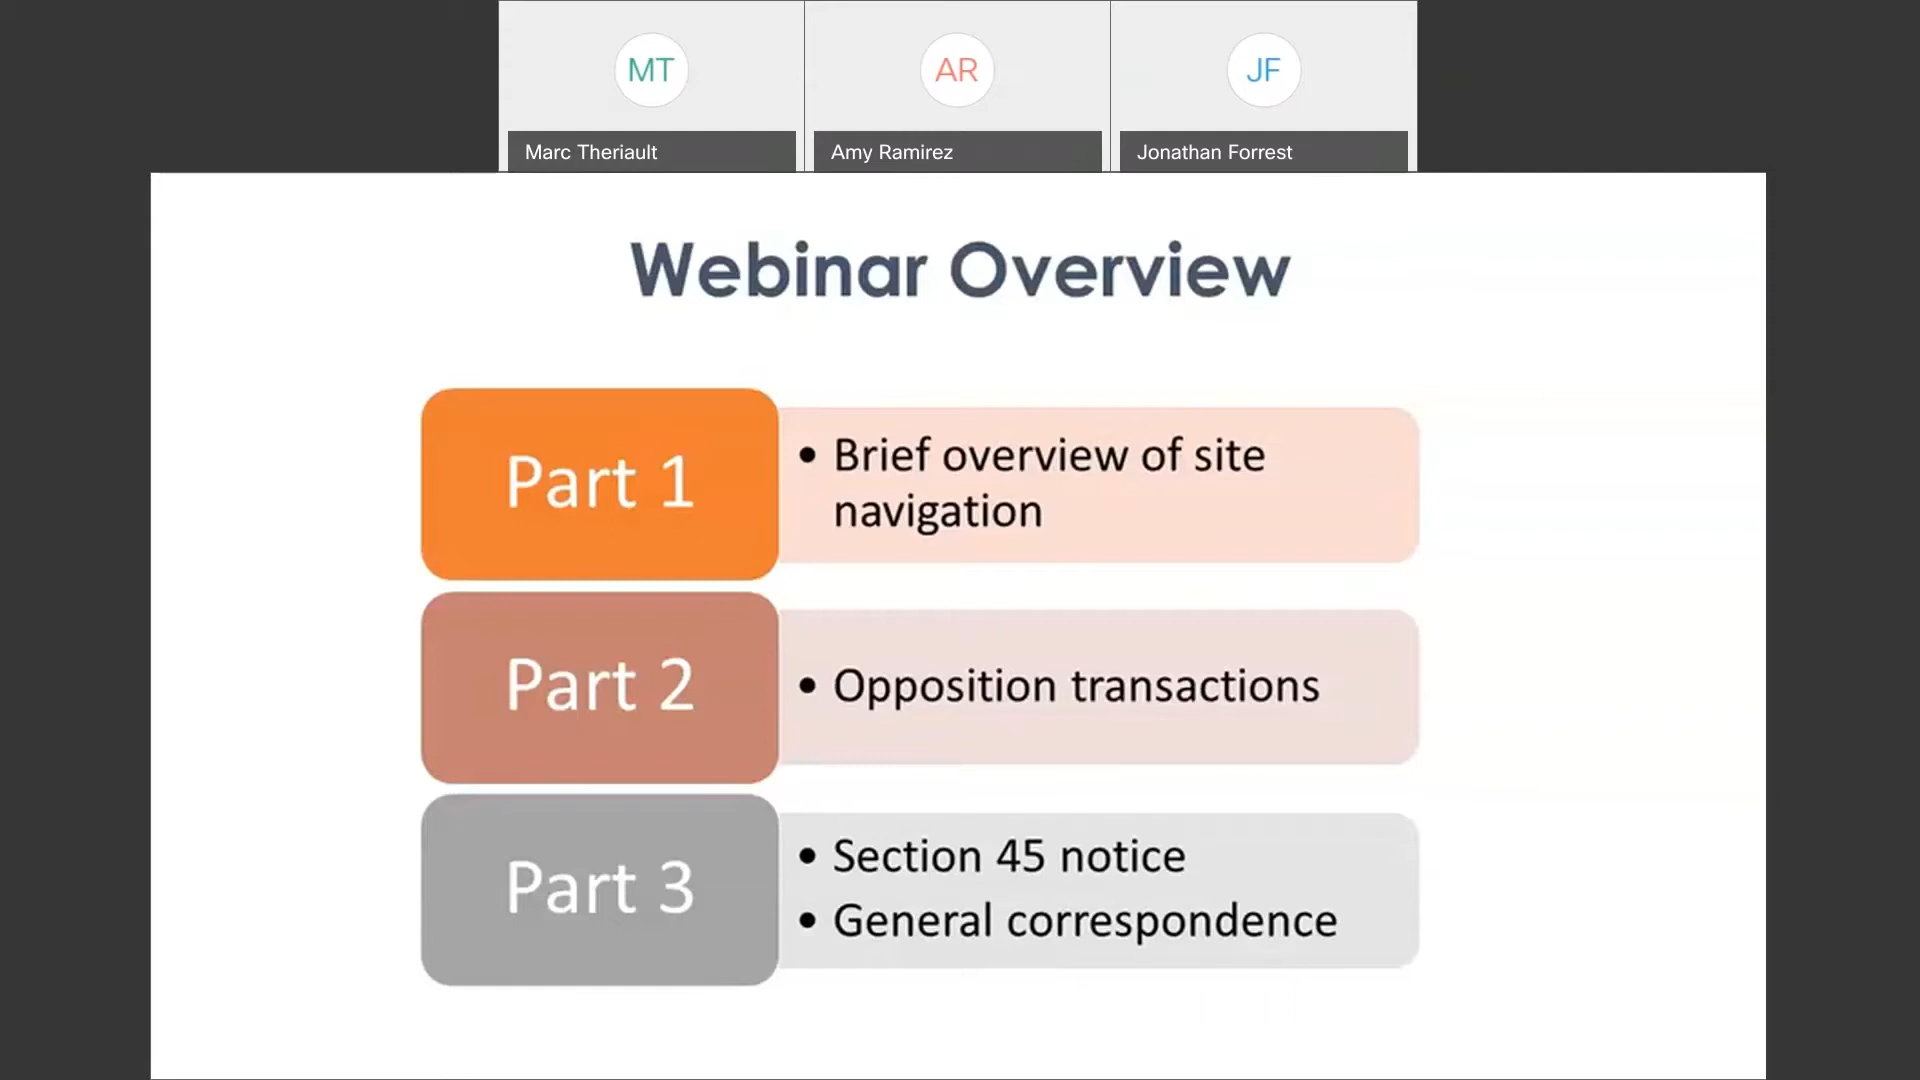 MT
AR
JF
Marc Theriault
Amy Ramirez
Jonathan Forrest
Webinar Overview
Part 1
• Brief overview of site
navigation
Part 2
• Opposition transactions
Part 3
• Section 45 notice
• General correspondence